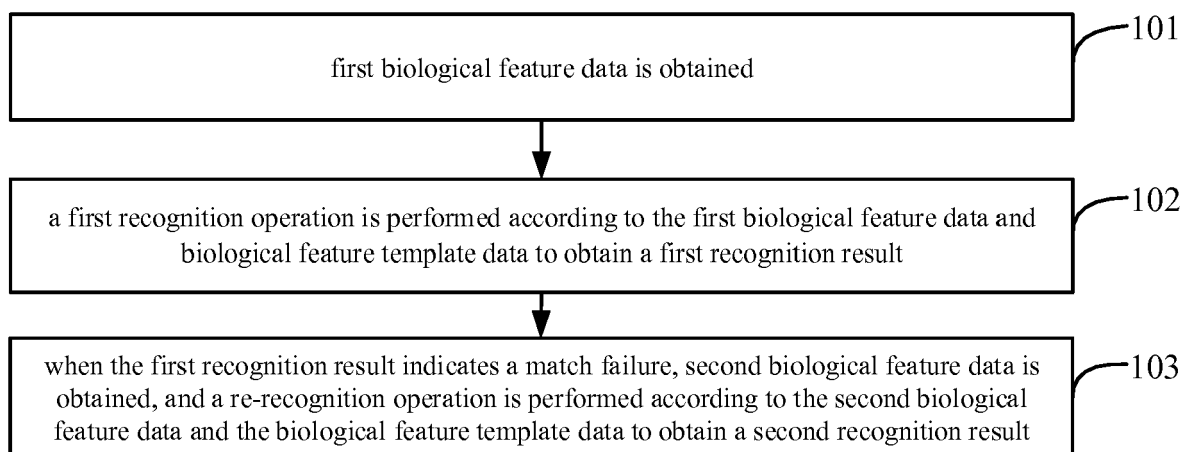 101
first biological feature data is obtained
102
a first recognition operation is performed according to the first biological feature data and
biological feature template data to obtain a first recognition result
103
when the first recognition result indicates a match failure, second biological feature data is
obtained, and a re-recognition operation is performed according to the second biological
feature data and the biological feature template data to obtain a second recognition result